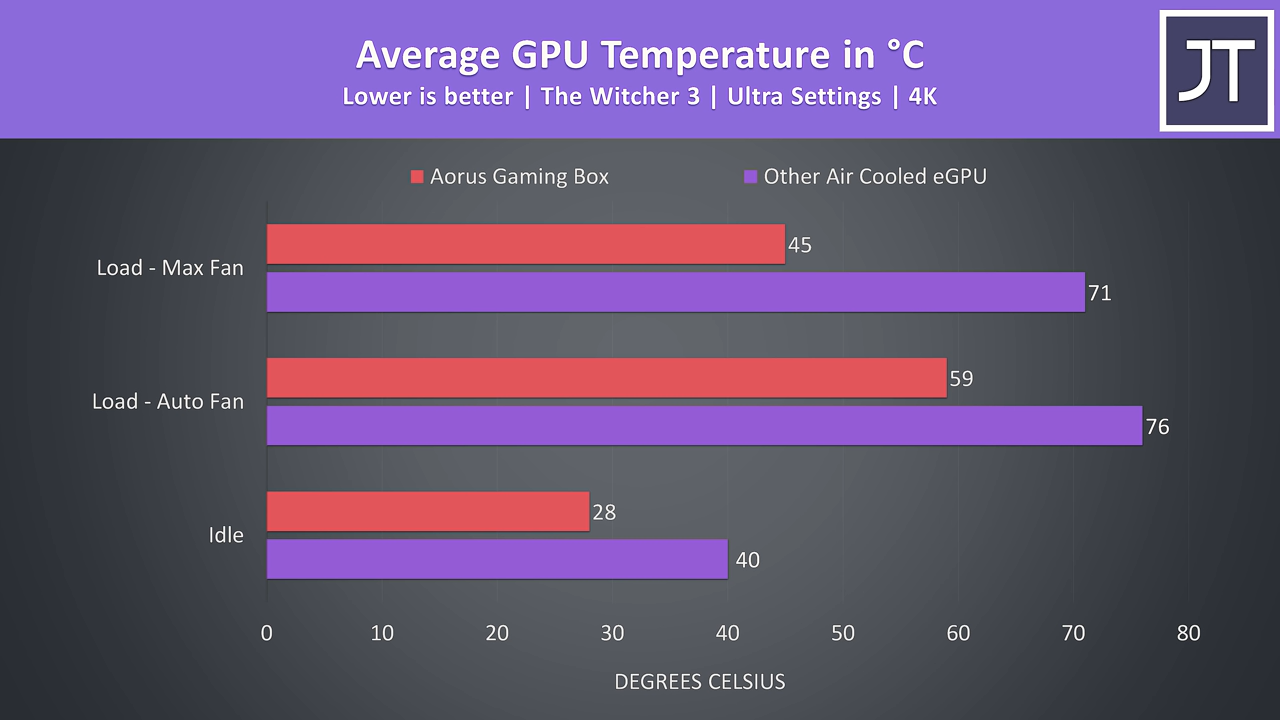 Average GPU Temperature in °C
Lower is better | The Witcher 3 | Ultra Settings | 4K
JT
Aorus Gaming Box
Other Air Cooled eGPU
Load - Max Fan
45
71
Load - Auto Fan
59
76
Idle
28
40
0 10 20 30 40 50 60 70 80
DEGREES CELSIUS